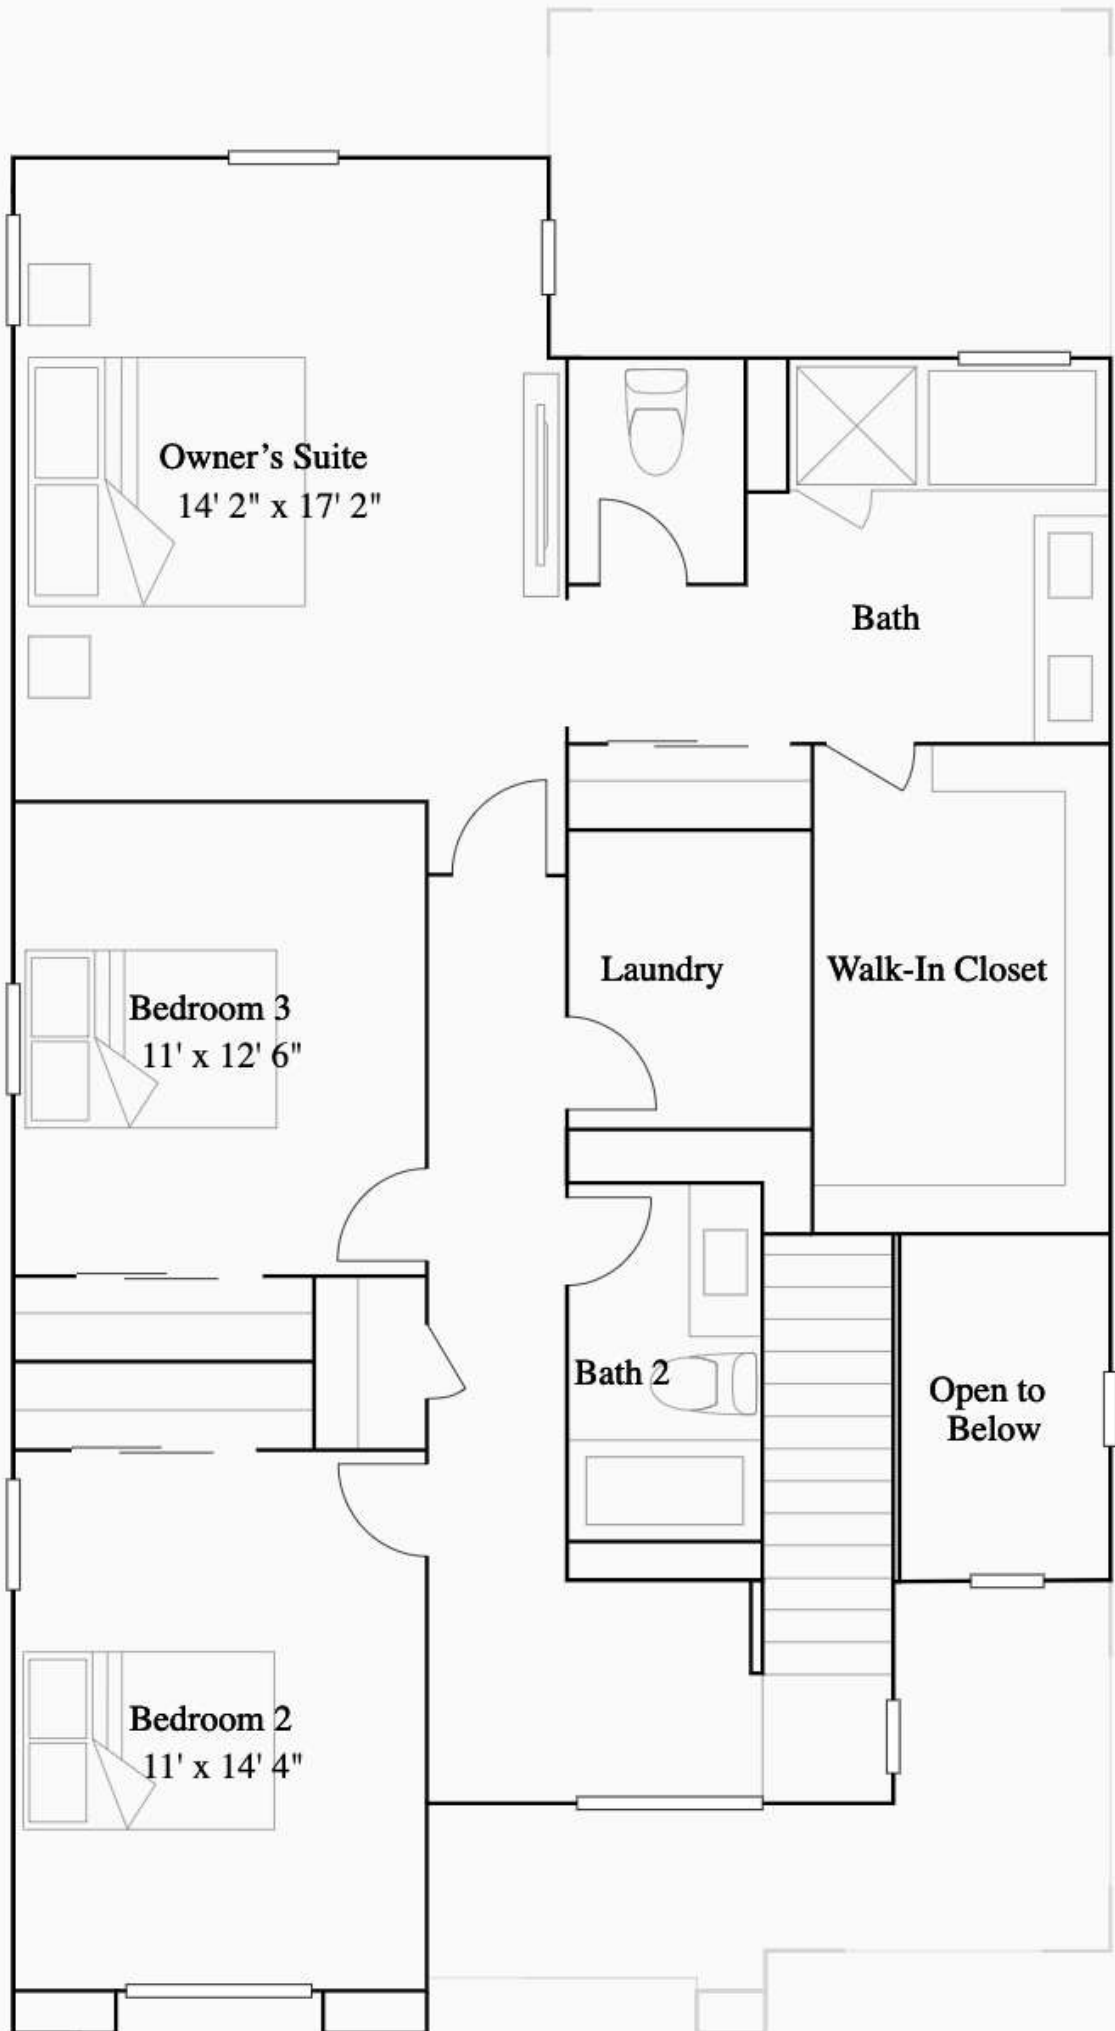 Owner’s Suite
14' 2" x 17' 2"
Bath
Laundry
Walk-In Closet
Bedroom 3
11' x 12' 6"
Bath 2
Open to
Below
Bedroom 2
11' x 14' 4"